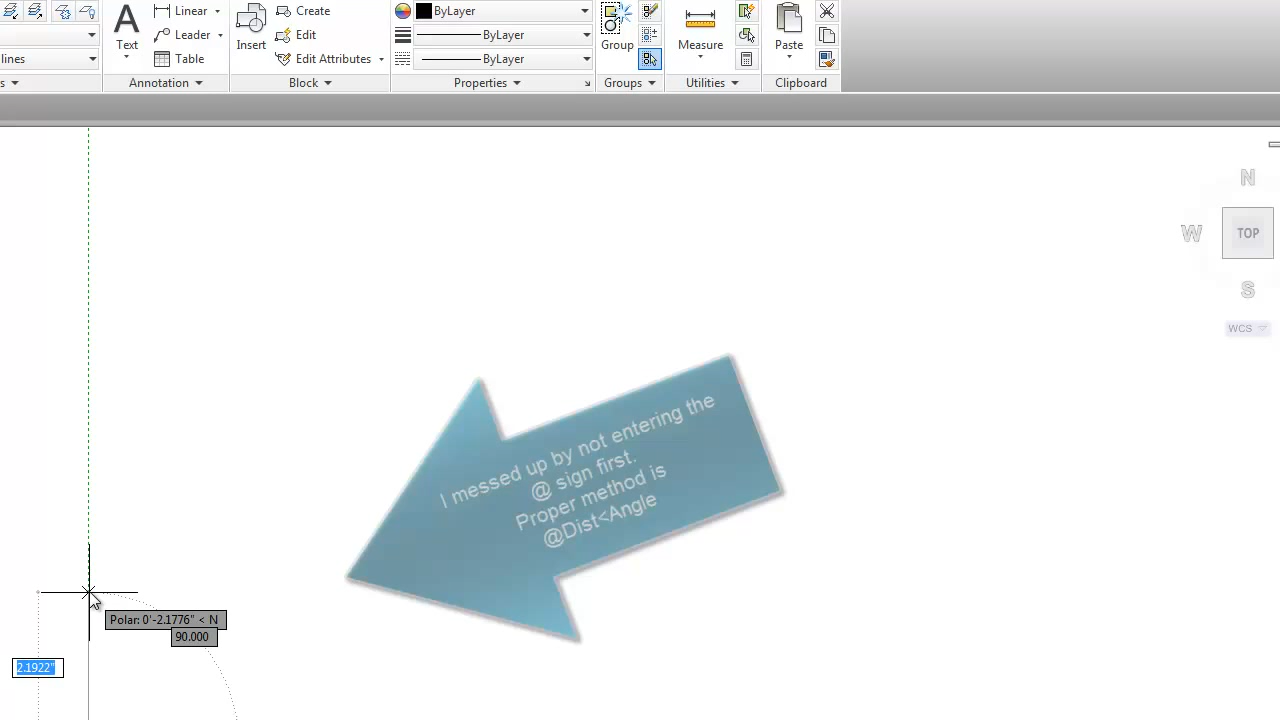 Linear
ByLayer
Create
Leader
Edit
ByLayer
Text
Insert
Group
Measure
Paste
lines
Table
Edit Attributes
ByLayer
s
Annotation
Block
Properties
Groups
Utilities
Clipboard
N
W
TOP
S
WCS
I messed up by not entering the
@ sign first.
Proper method is
@Dist<Angle
Polar: 0'-2.1776" < N
90.000
2.1922"